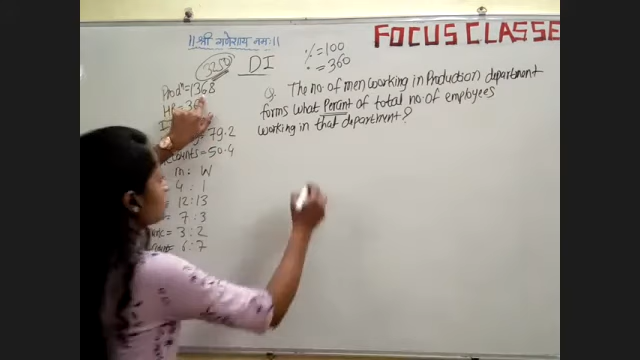 ॥श्री गणेशाय नमः॥
FOCUS CLASSE
3250
DI
% = 100
° = 360
Prodⁿ = 1368
HR = 36
79.2
ccounts = 50.4
m : W
= 4 : 1
= 12 : 13
= 7 : 3
= 3 : 2
= 6 : 7
Q. The no. of men working in Production department
forms what Percent of total no. of employees
working in that department?